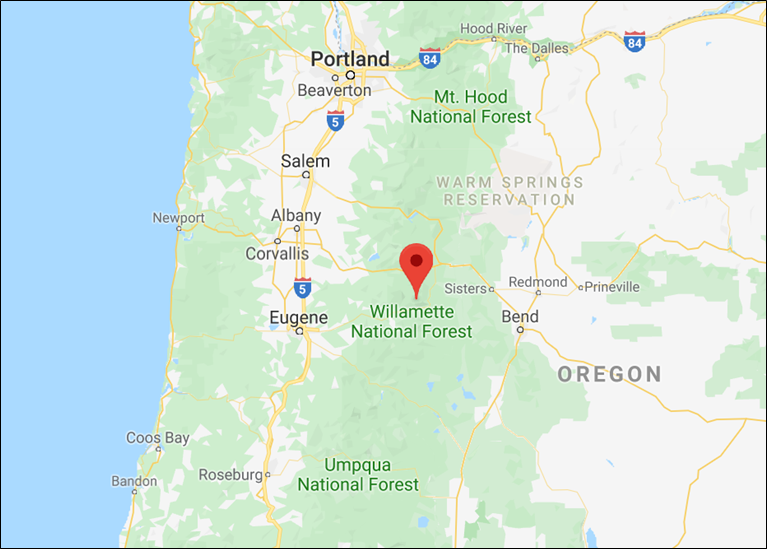 Hood River
84
The Dalles
Portland
84
Beaverton
Mt. Hood
National Forest
5
Salem
WARM SPRINGS
RESERVATION
Newport
Albany
Corvallis
5
Sisters
Redmond
Prineville
Eugene
Willamette
National Forest
Bend
OREGON
Coos Bay
Bandon
Roseburg
Umpqua
National Forest